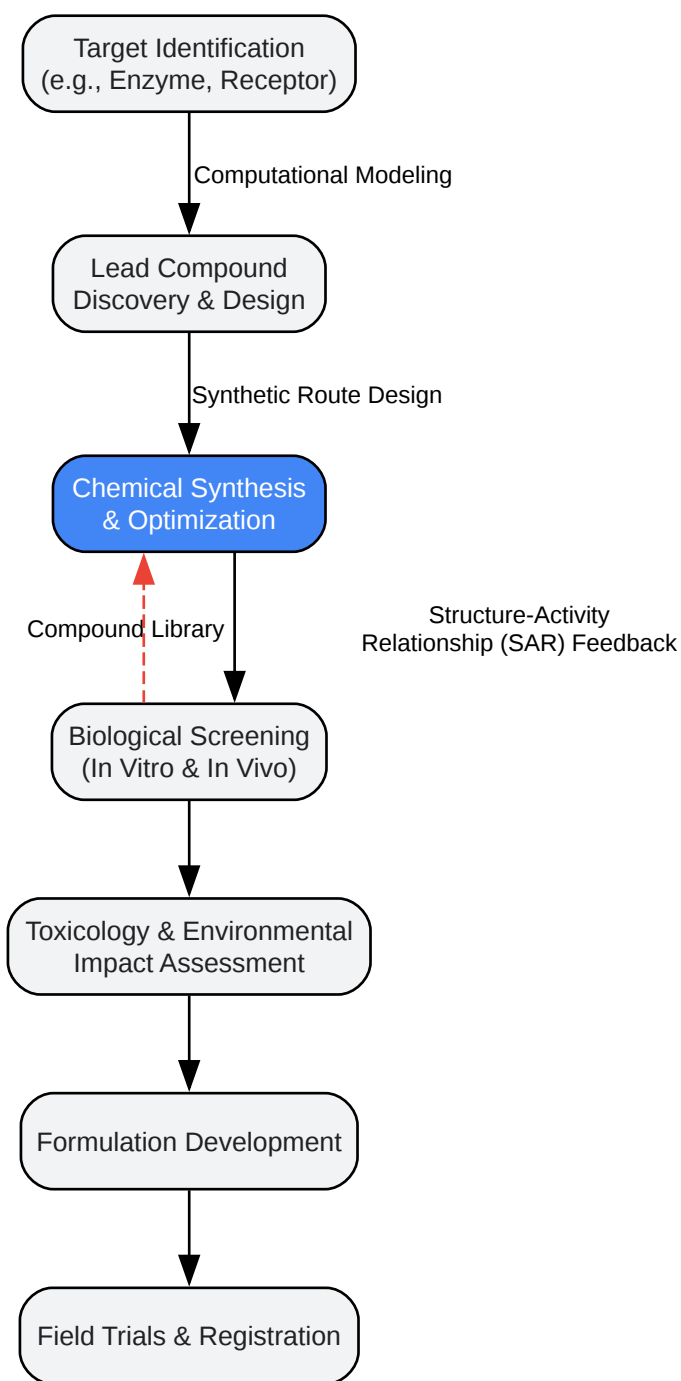 Target Identification
(e.g., Enzyme, Receptor)
Computational Modeling
Lead Compound
Discovery & Design
Synthetic Route Design
Chemical Synthesis
& Optimization
Compound Library
Structure-Activity
Relationship (SAR) Feedback
Biological Screening
(In Vitro & In Vivo)
Toxicology & Environmental
Impact Assessment
Formulation Development
Field Trials & Registration